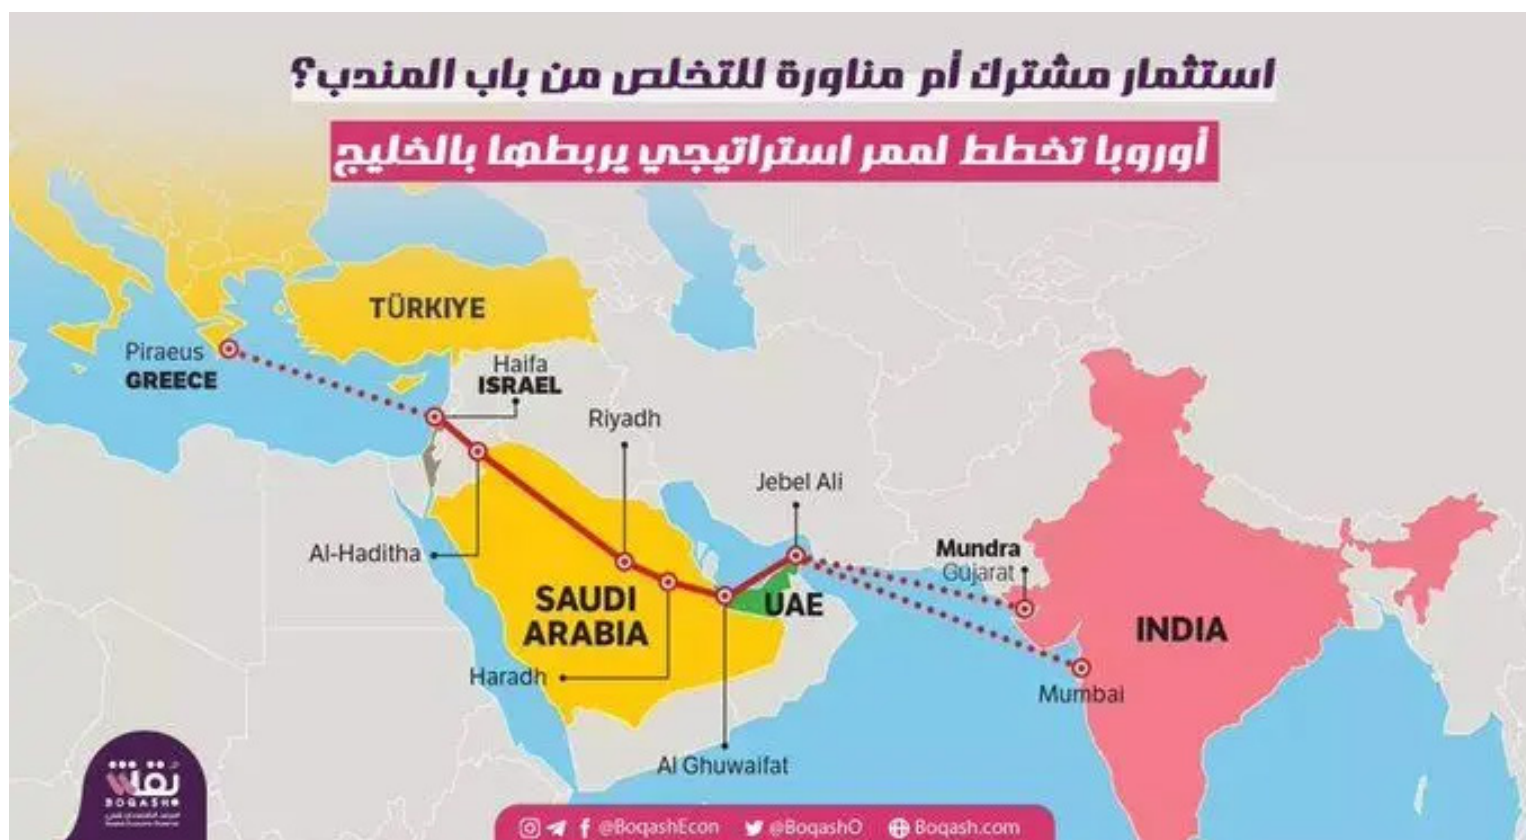 استثمار مشترك أم مناورة للتخلص من باب المندب؟
أوروبا تخطط لممر استراتيجي يربطها بالخليج
TÜRKİYE
Piraeus
GREECE
Haifa
ISRAEL
Riyadh
Jebel Ali
Al-Haditha
Mundra
Gujarat
SAUDI
ARABIA
UAE
INDIA
Haradh
Mumbai
Al Ghuwaifat
بقش
BOQASH
@BoqashEcon
@BoqashO
Boqash.com